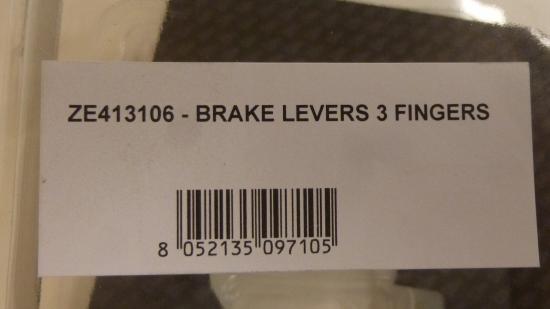 ZE413106 - BRAKE LEVERS 3 FINGERS
8 052135 097105